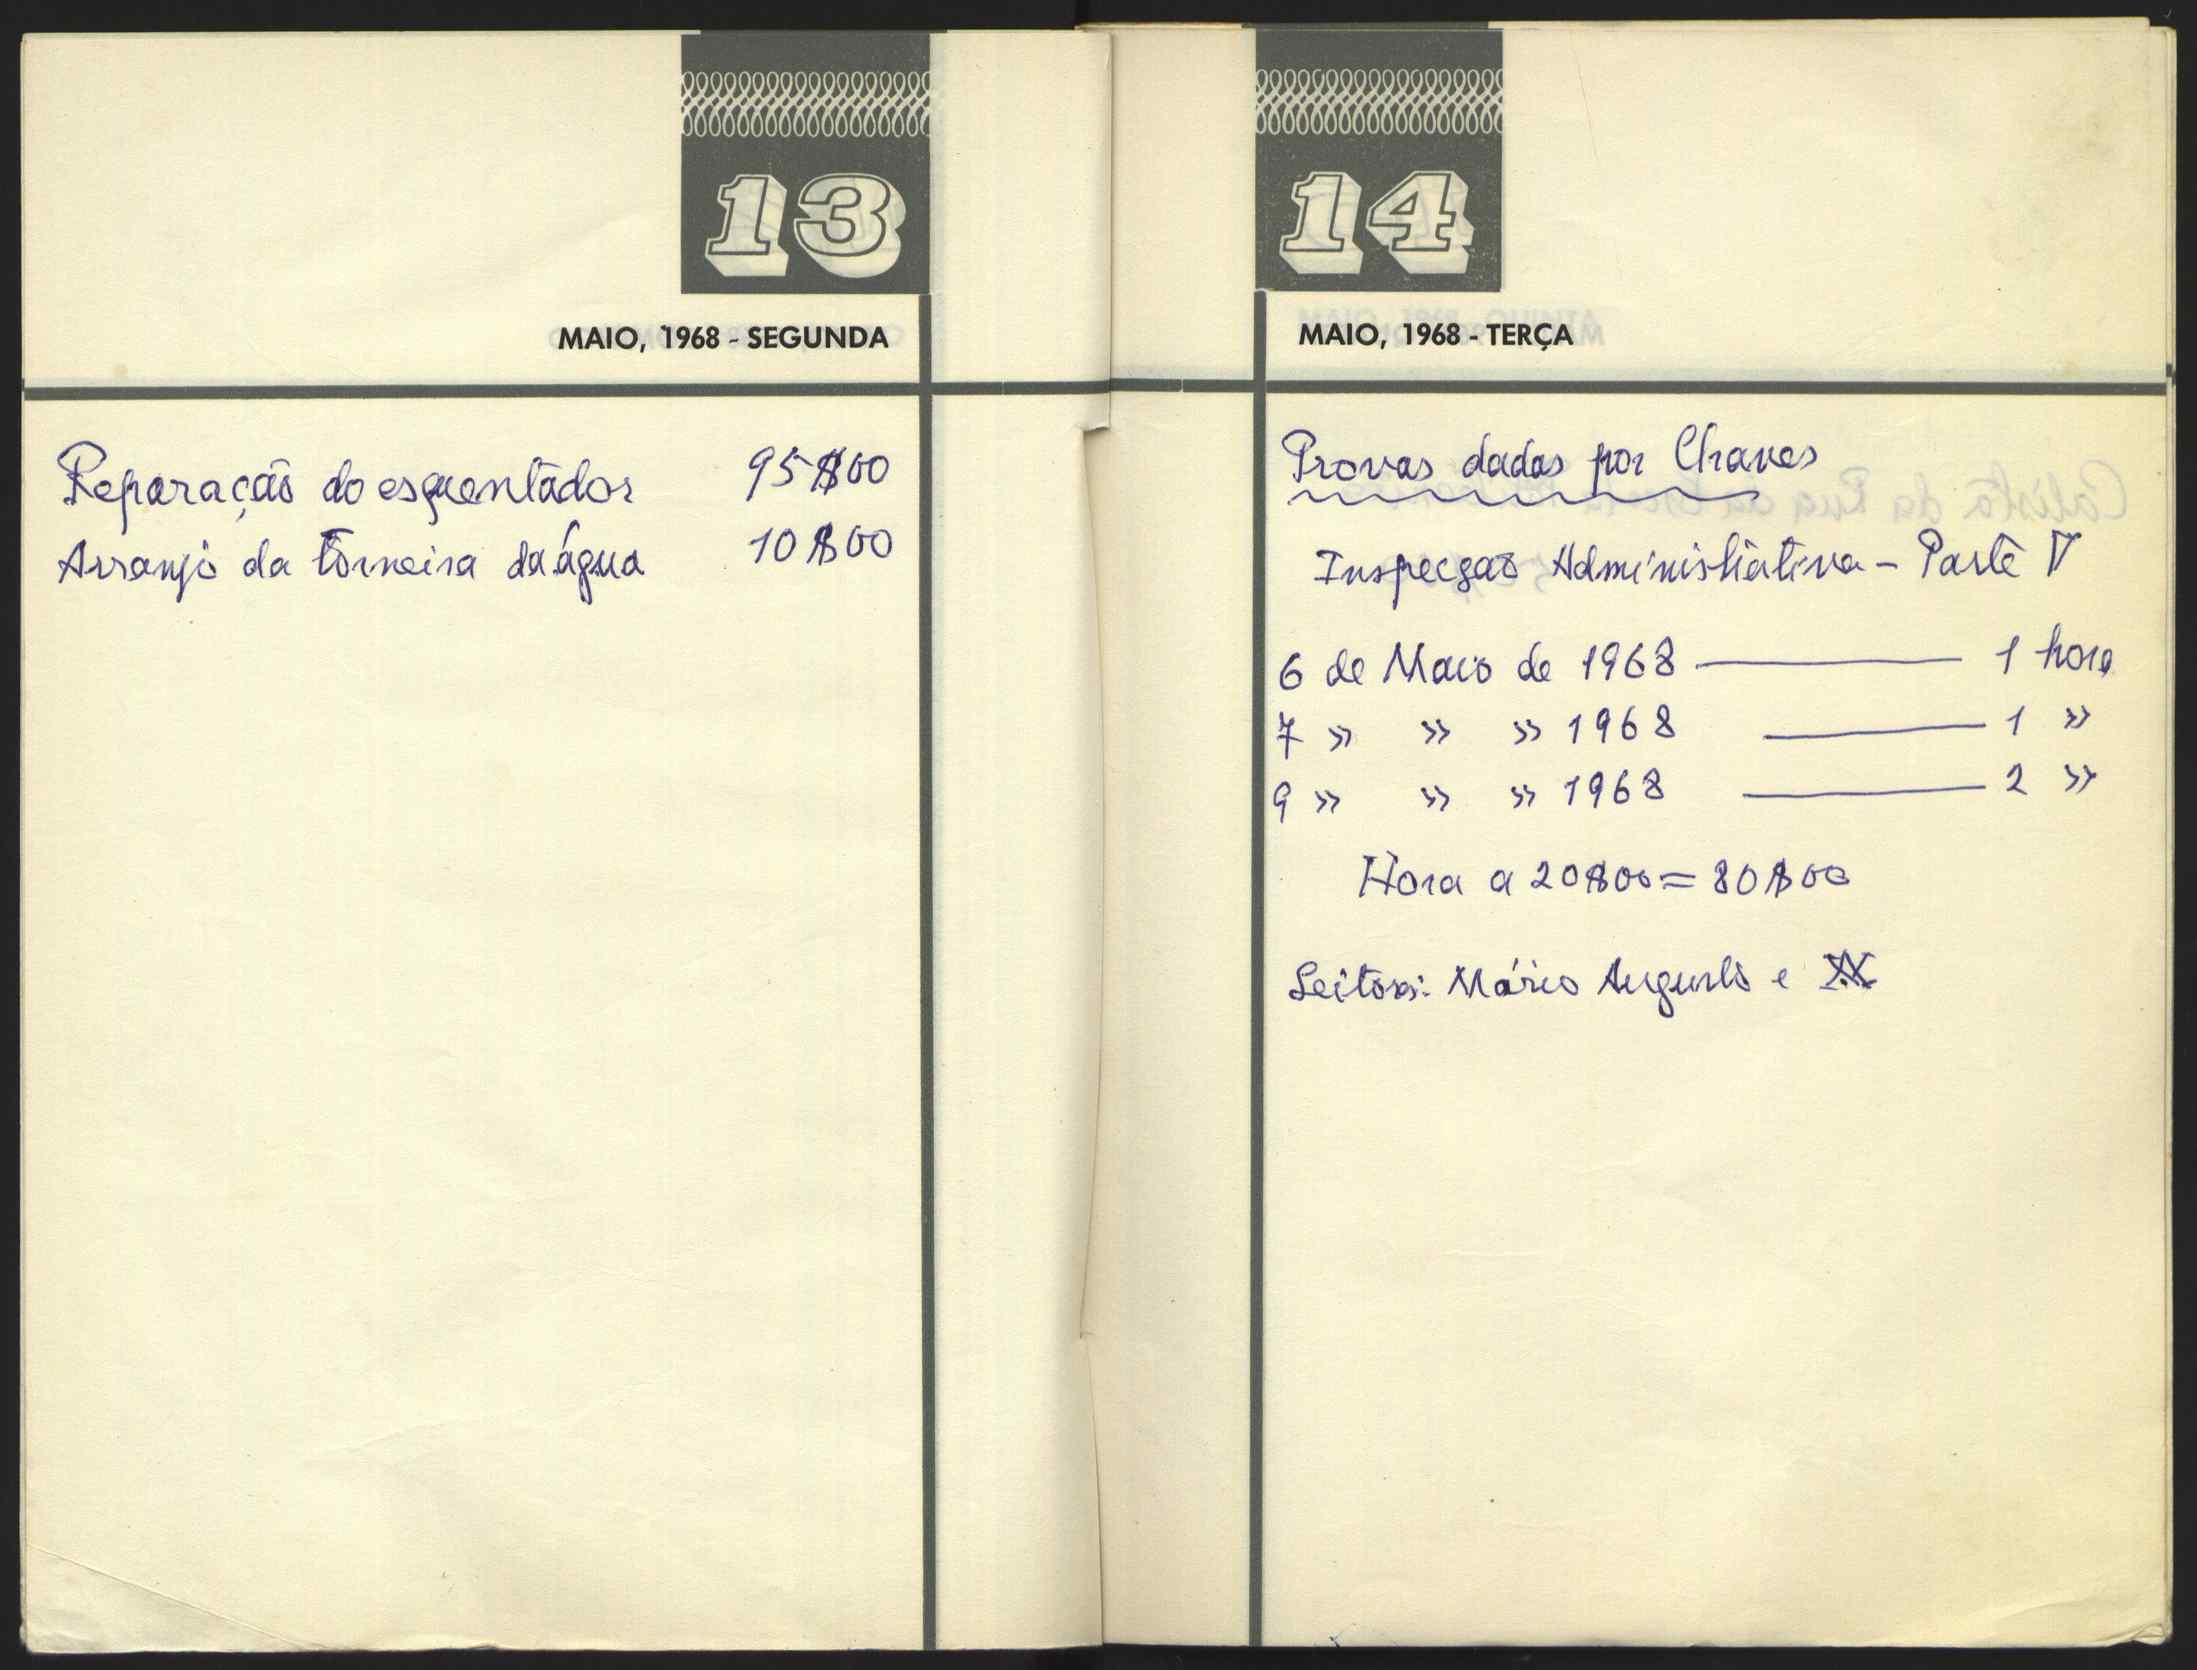 13
MAIO, 1968 - SEGUNDA
Reparação do esquentador 95$00
Arranjo da torneira da água 10$00
14
MAIO, 1968 - TERÇA
Provas dadas por Chaves
Inspecção Administrativa - Parte V
6 de Maio de 1968 — 1 hora
7 » » » 1968 — 1 »
9 » » » 1968 — 2 »
Hora a 20$00 = 80$00
Leitores: Mário Augusto e